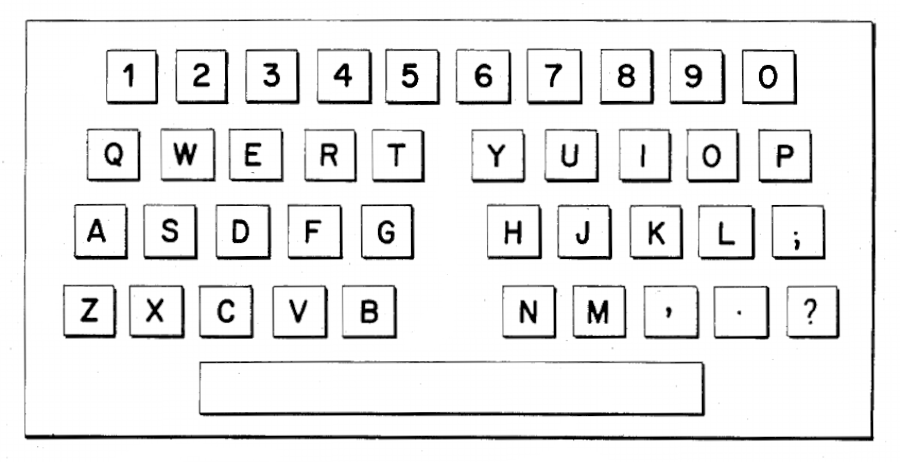 1 2 3 4 5 6 7 8 9 0
Q W E R T Y U I O P
A S D F G H J K L ;
Z X C V B N M , . ?